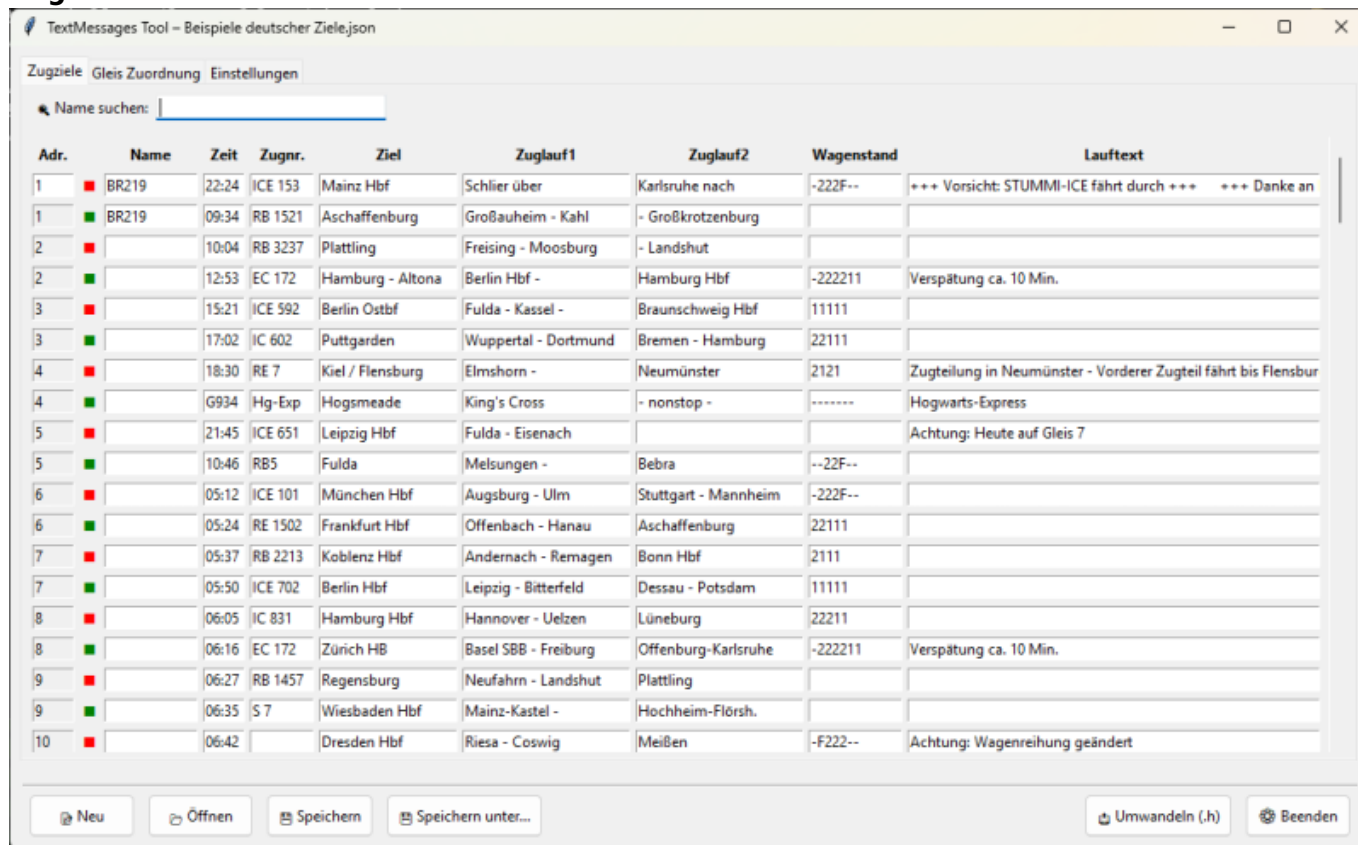 TextMessages Tool – Beispiele deutscher Ziele.json
Zugziele Gleis Zuordnung Einstellungen
Name suchen:
Adr. Name Zeit Zugnr. Ziel Zuglauf1 Zuglauf2 Wagenstand Lauftext
1 BR219 22:24 ICE 153 Mainz Hbf Schlier über Karlsruhe nach -222F-- +++ Vorsicht: STUMMI-ICE fährt durch +++ +++ Danke an
1 BR219 09:34 RB 1521 Aschaffenburg Großauheim - Kahl - Großkrotzenburg
2 10:04 RB 3237 Plattling Freising - Moosburg - Landshut
2 12:53 EC 172 Hamburg - Altona Berlin Hbf - Hamburg Hbf -222211 Verspätung ca. 10 Min.
3 15:21 ICE 592 Berlin Ostbf Fulda - Kassel - Braunschweig Hbf 11111
3 17:02 IC 602 Puttgarden Wuppertal - Dortmund Bremen - Hamburg 22111
4 18:30 RE 7 Kiel / Flensburg Elmshorn - Neumünster 2121 Zugteilung in Neumünster - Vorderer Zugteil fährt bis Flensbur
4 G934 Hg-Exp Hogsmeade King's Cross - nonstop - ------- Hogwarts-Express
5 21:45 ICE 651 Leipzig Hbf Fulda - Eisenach Achtung: Heute auf Gleis 7
5 10:46 RB5 Fulda Melsungen - Bebra --22F--
6 05:12 ICE 101 München Hbf Augsburg - Ulm Stuttgart - Mannheim -222F--
6 05:24 RE 1502 Frankfurt Hbf Offenbach - Hanau Aschaffenburg 22111
7 05:37 RB 2213 Koblenz Hbf Andernach - Remagen Bonn Hbf 2111
7 05:50 ICE 702 Berlin Hbf Leipzig - Bitterfeld Dessau - Potsdam 11111
8 06:05 IC 831 Hamburg Hbf Hannover - Uelzen Lüneburg 22211
8 06:16 EC 172 Zürich HB Basel SBB - Freiburg Offenburg-Karlsruhe -222211 Verspätung ca. 10 Min.
9 06:27 RB 1457 Regensburg Neufahrn - Landshut Plattling
9 06:35 S 7 Wiesbaden Hbf Mainz-Kastel - Hochheim-Flörsh.
10 06:42 Dresden Hbf Riesa - Coswig Meißen -F222-- Achtung: Wagenreihung geändert
Neu Öffnen Speichern Speichern unter... Umwandeln (.h) Beenden